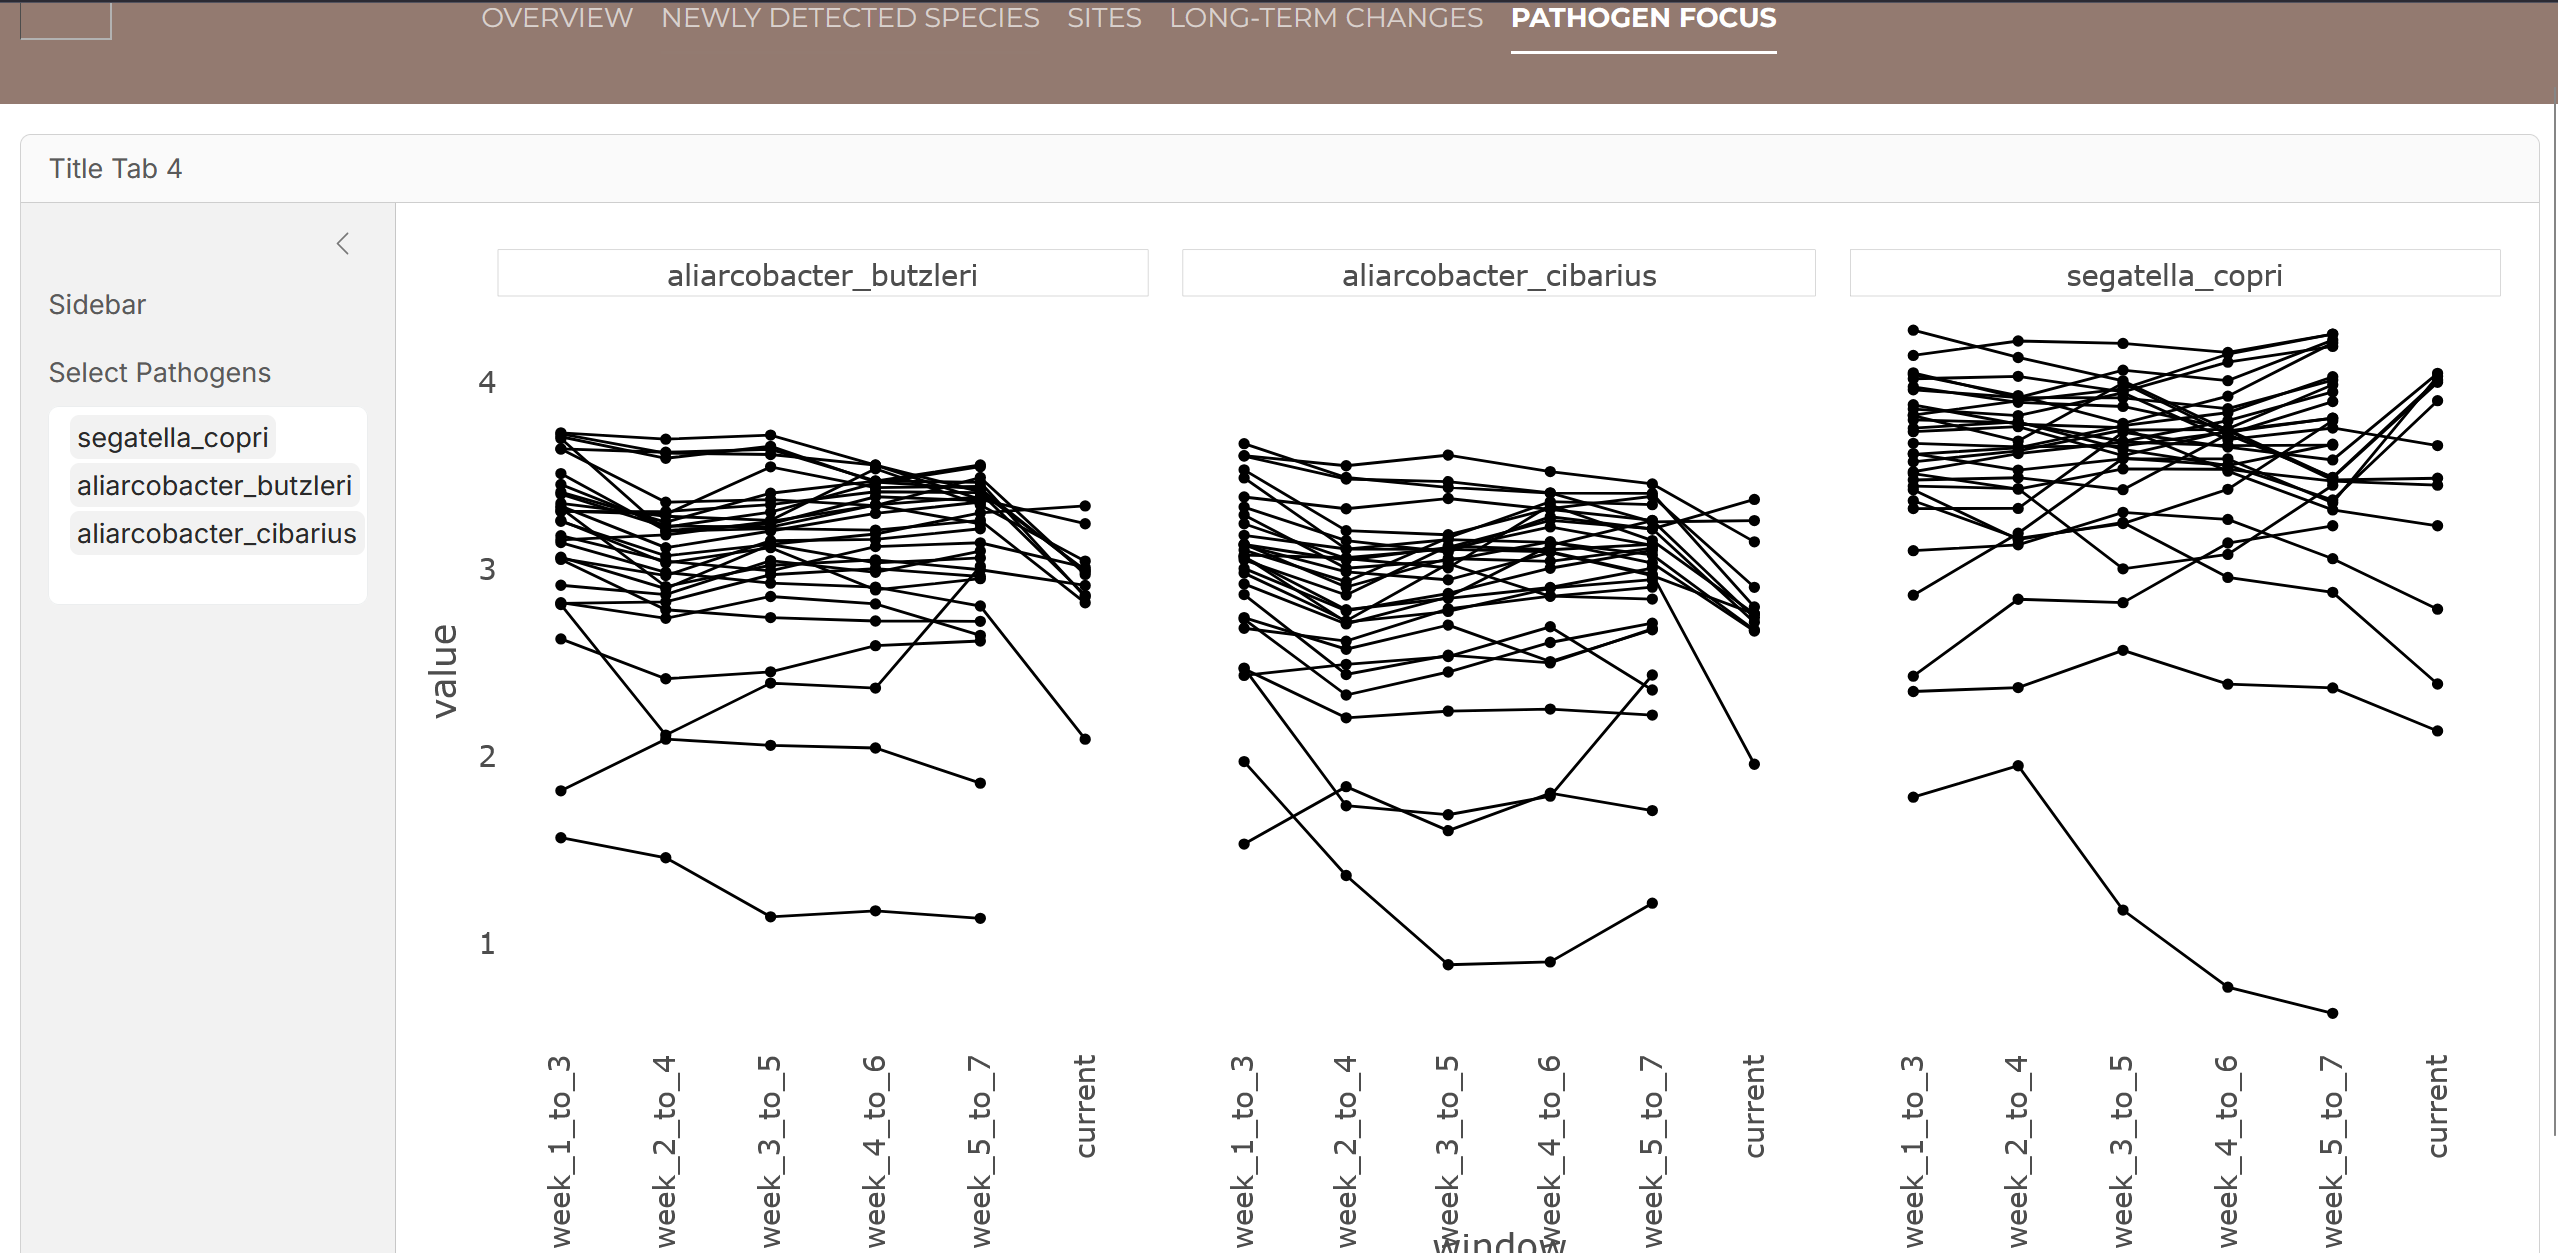 OVERVIEW NEWLY DETECTED SPECIES SITES LONG-TERM CHANGES PATHOGEN FOCUS
Title Tab 4
Sidebar
Select Pathogens
segatella_copri
aliarcobacter_butzleri
aliarcobacter_cibarius
aliarcobacter_butzleri aliarcobacter_cibarius segatella_copri
4
3
2
1
value
week_1_to_3 week_2_to_4 week_3_to_5 week_4_to_6 week_5_to_7 current
week_1_to_3 week_2_to_4 week_3_to_5 week_4_to_6 week_5_to_7 current
week_1_to_3 week_2_to_4 week_3_to_5 week_4_to_6 week_5_to_7 current
window